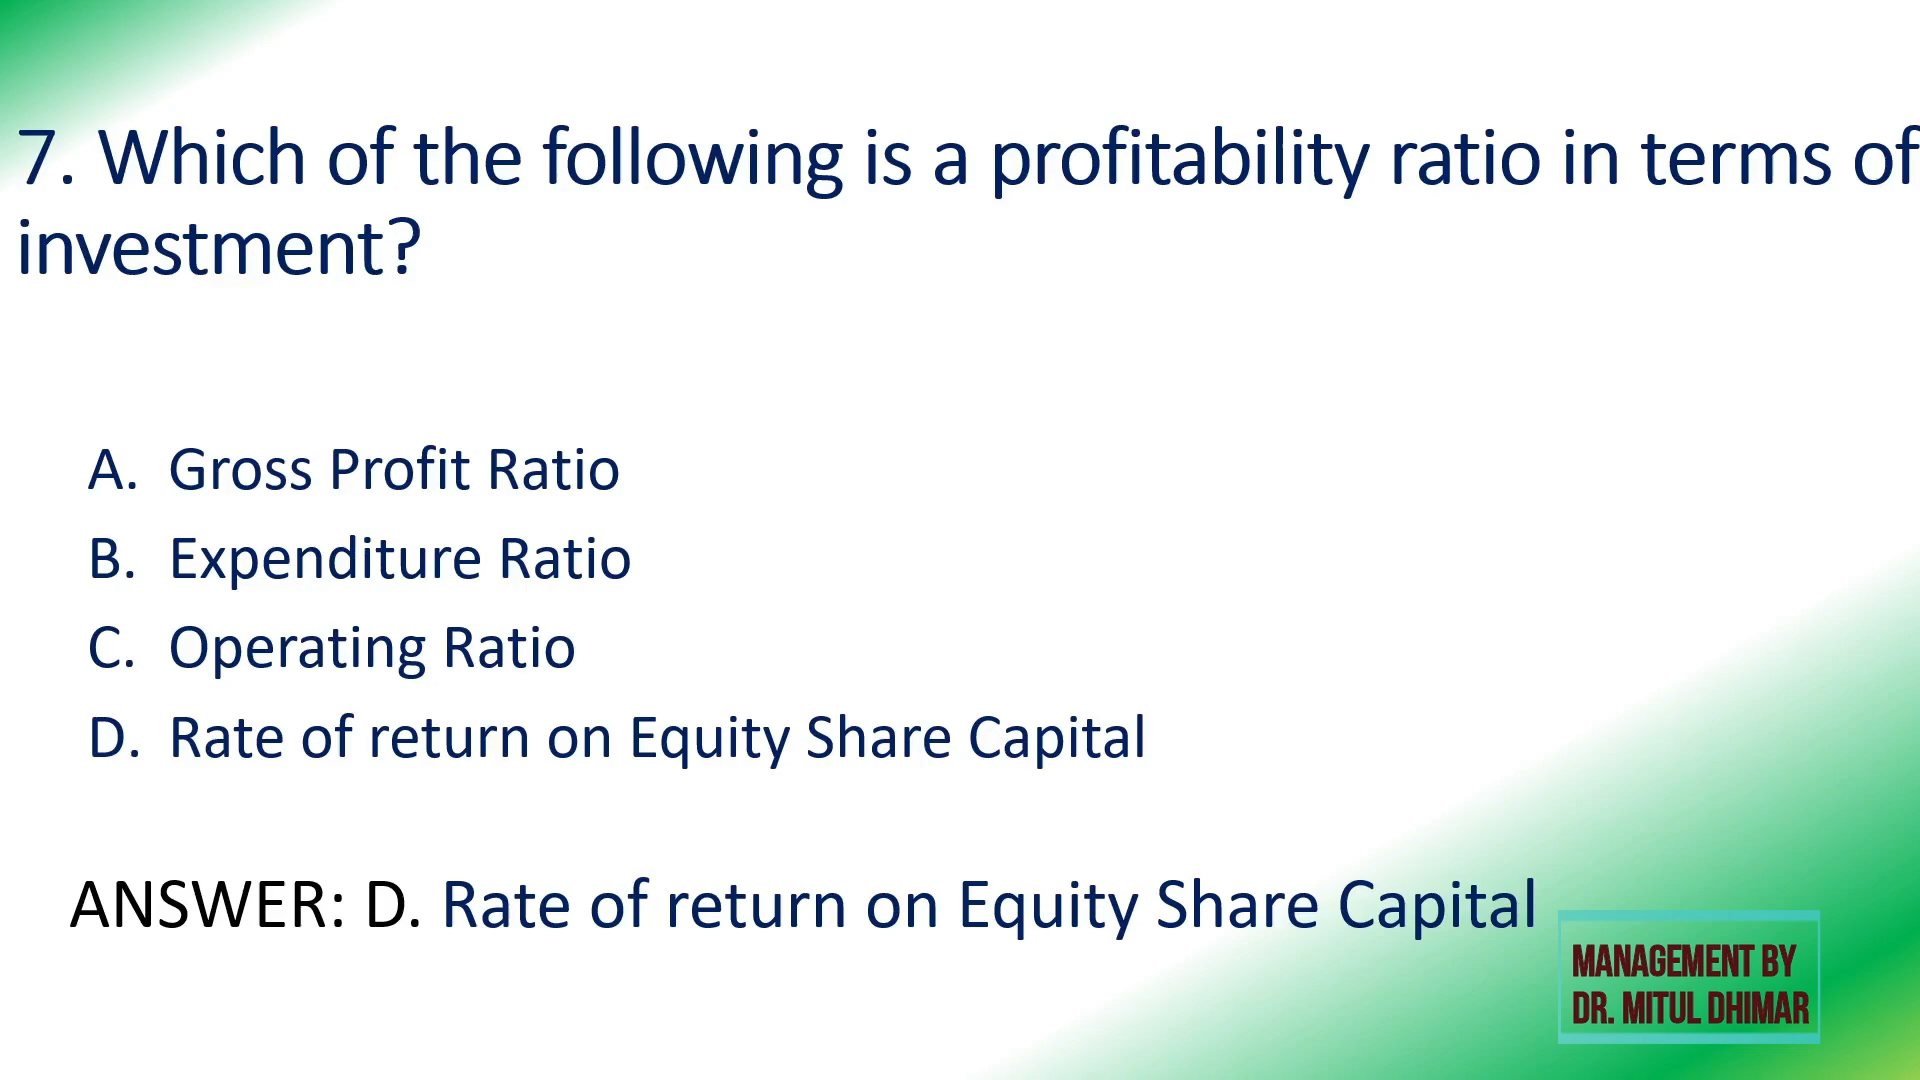 7. Which of the following is a profitability ratio in terms of
investment?
A. Gross Profit Ratio
B. Expenditure Ratio
C. Operating Ratio
D. Rate of return on Equity Share Capital
ANSWER: D. Rate of return on Equity Share Capital
MANAGEMENT BY
DR. MITUL DHIMAR